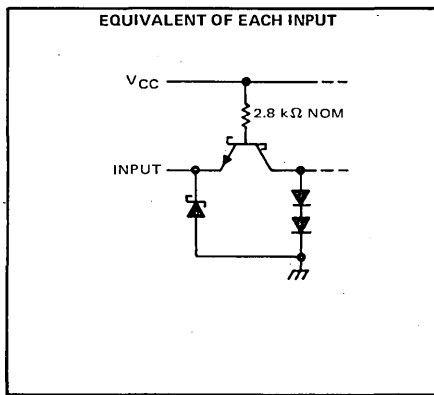 EQUIVALENT OF EACH INPUT
VCC
2.8 kΩ NOM
INPUT